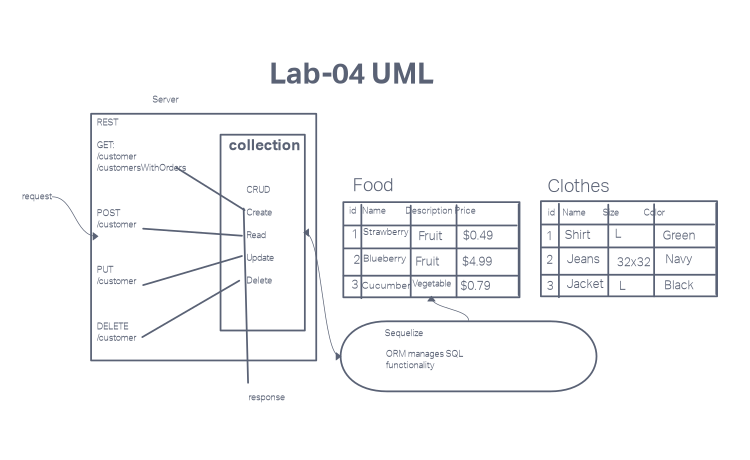 Lab-04 UML
Server
REST
GET:
/customer
/customersWithOrders
request
POST
/customer
PUT
/customer
DELETE
/customer
collection
CRUD
Create
Read
Update
Delete
response
Food
id Name Description Price
1 Strawberry Fruit $0.49
2 Blueberry Fruit $4.99
3 Cucumber Vegetable $0.79
Clothes
id Name Size Color
1 Shirt L Green
2 Jeans 32x32 Navy
3 Jacket L Black
Sequelize
ORM manages SQL
functionality